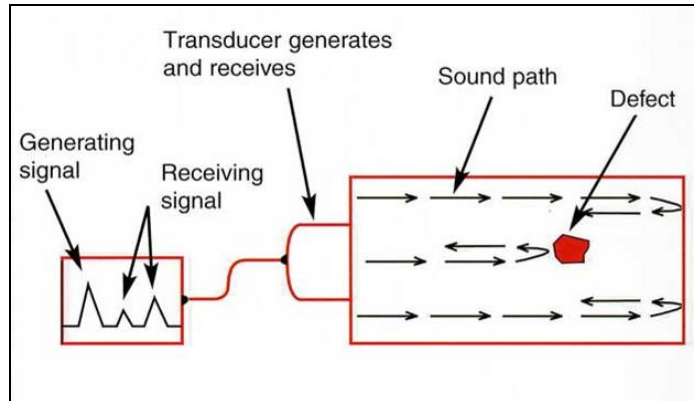 Transducer generates
and receives
Sound path
Defect
Generating
signal
Receiving
signal